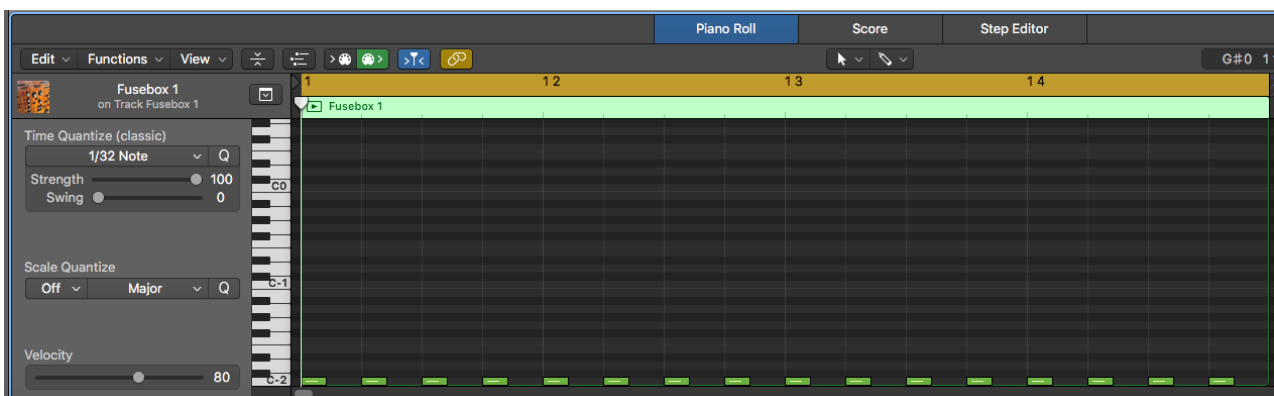 Piano Roll Score Step Editor
Edit Functions View G#0 1
Fusebox 1
on Track Fusebox 1
1 1 2 1 3 1 4
Fusebox 1
Time Quantize (classic)
1/32 Note Q
Strength 100
Swing 0
C0
Scale Quantize
Off Major Q
C-1
Velocity
80
C-2